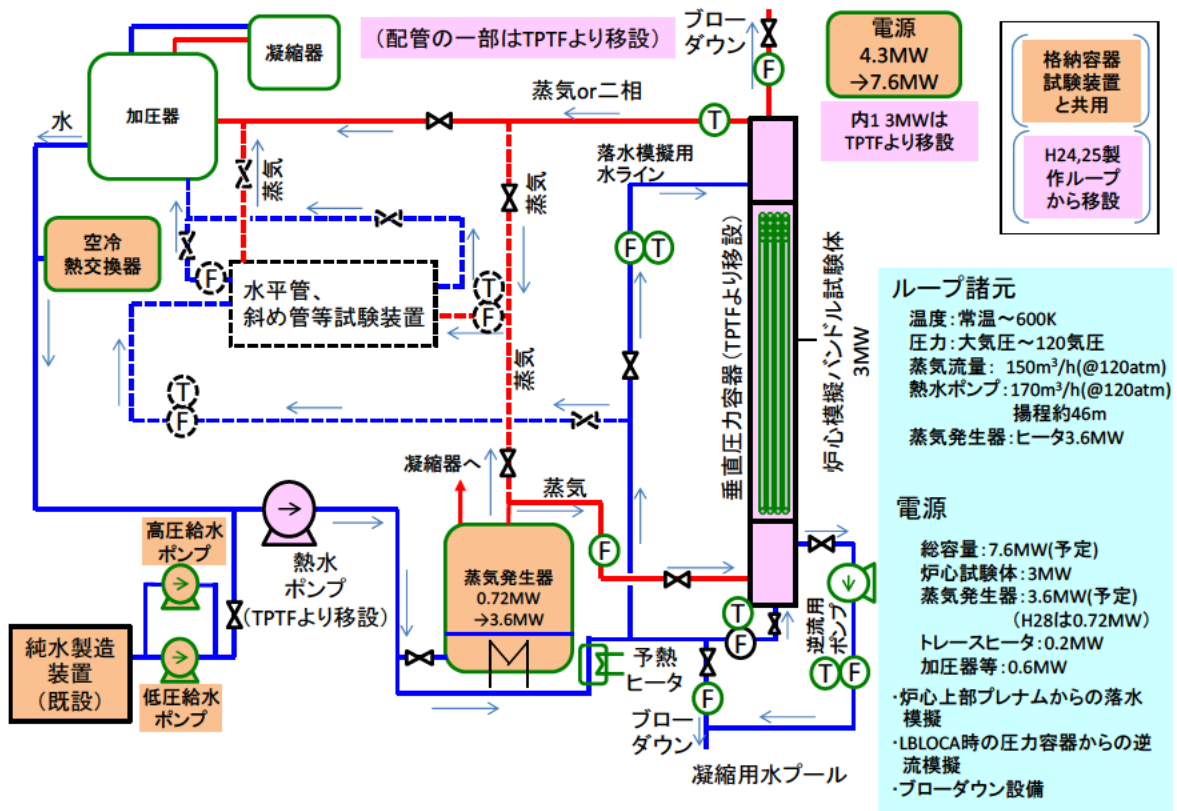 凝縮器
(配管の一部はTPTFより移設)
ブロー
ダウン
F
電源
4.3MW
→7.6MW
内1 3MWは
TPTFより移設
格納容器
試験装置
と共用
H24,25製
作ループ
から移設
加圧器
水
蒸気or二相
T
蒸気
蒸気
落水模擬用
水ライン
F T
空冷
熱交換器
F
水平管、
斜め管等試験装置
T
F
蒸気
T
F
垂直圧力容器(TPTFより移設)
炉心模擬バンドル試験体
3MW
ループ諸元
温度:常温~600K
圧力:大気圧~120気圧
蒸気流量: 150m³/h(@120atm)
熱水ポンプ:170m³/h(@120atm)
揚程約46m
蒸気発生器:ヒータ3.6MW
凝縮器へ
蒸気
F
蒸気発生器
0.72MW
→3.6MW
熱水
ポンプ
(TPTFより移設)
高圧給水
ポンプ
低圧給水
ポンプ
純水製造
装置
(既設)
予熱
ヒータ
T
F
F
逆流用
ポンプ
T F
ブロー
ダウン
凝縮用水プール
電源
総容量:7.6MW(予定)
炉心試験体:3MW
蒸気発生器:3.6MW(予定)
(H28は0.72MW)
トレースヒータ:0.2MW
加圧器等:0.6MW
・炉心上部プレナムからの落水
模擬
・LBLOCA時の圧力容器からの逆
流模擬
・ブローダウン設備